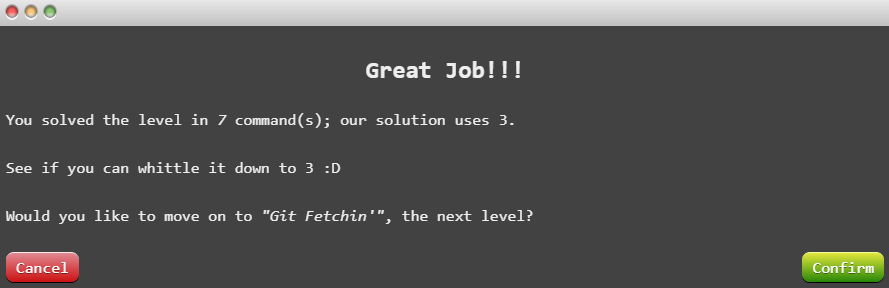 Great Job!!!
You solved the level in 7 command(s); our solution uses 3.
See if you can whittle it down to 3 :D
Would you like to move on to "Git Fetchin'", the next level?
Cancel
Confirm